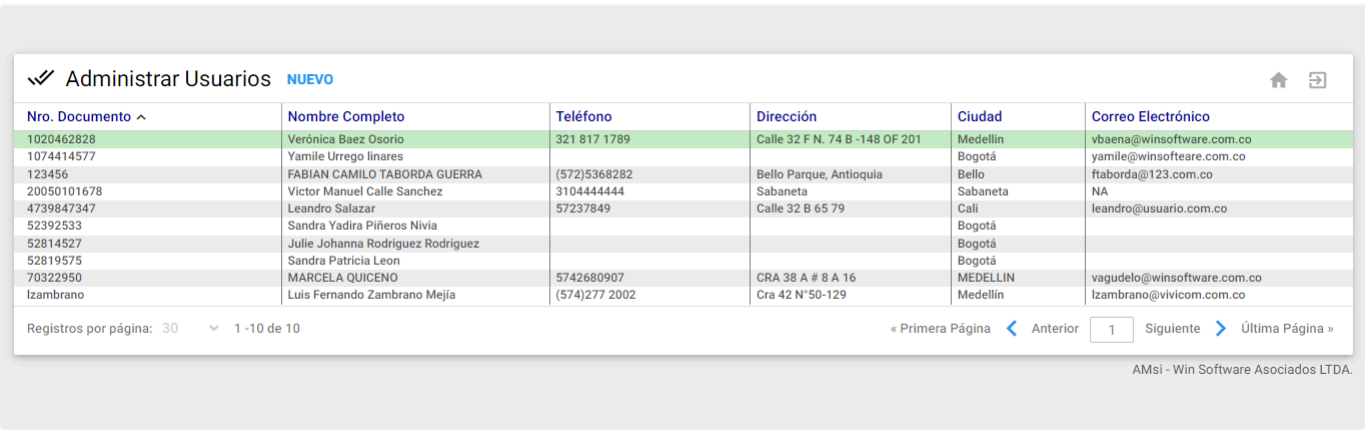 Administrar Usuarios NUEVO
Nro. Documento Nombre Completo Teléfono Dirección Ciudad Correo Electrónico
1020462828 Verónica Baez Osorio 321 817 1789 Calle 32 F N. 74 B -148 OF 201 Medellin vbaena@winsoftware.com.co
1074414577 Yamile Urrego linares Bogotá yamile@winsofteare.com.co
123456 FABIAN CAMILO TABORDA GUERRA (572)5368282 Bello Parque, Antioquia Bello ftaborda@123.com.co
20050101678 Victor Manuel Calle Sanchez 3104444444 Sabaneta Sabaneta NA
4739847347 Leandro Salazar 57237849 Calle 32 B 65 79 Cali leandro@usuario.com.co
52392533 Sandra Yadira Piñeros Nivia Bogotá
52814527 Julie Johanna Rodriguez Rodriguez Bogotá
52819575 Sandra Patricia Leon Bogotá
70322950 MARCELA QUICENO 5742680907 CRA 38 A # 8 A 16 MEDELLIN vagudelo@winsoftware.com.co
lzambrano Luis Fernando Zambrano Mejía (574)277 2002 Cra 42 N°50-129 Medellín lzambrano@vivicom.com.co
Registros por página: 30 1 -10 de 10 « Primera Página Anterior 1 Siguiente Última Página »
AMsi - Win Software Asociados LTDA.